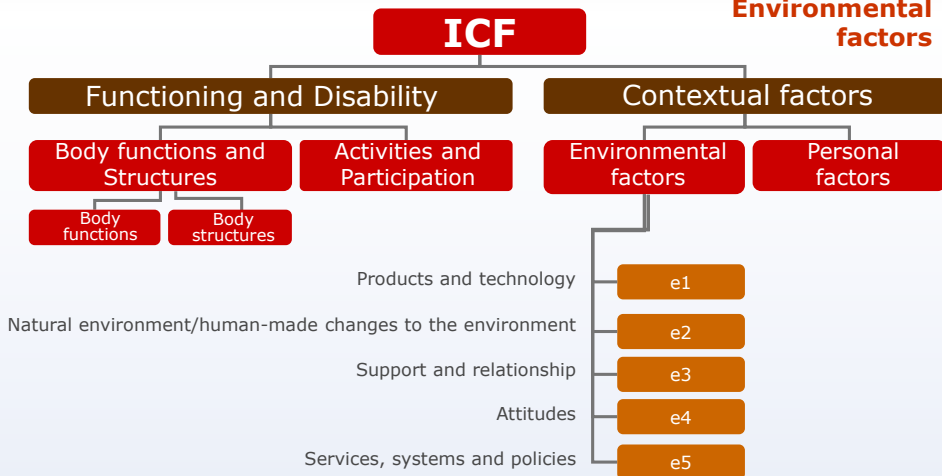 Environmental
factors
ICF
Functioning and Disability
Contextual factors
Body functions and
Structures
Activities and
Participation
Environmental
factors
Personal
factors
Body
functions
Body
structures
Products and technology
e1
Natural environment/human-made changes to the environment
e2
Support and relationship
e3
Attitudes
e4
Services, systems and policies
e5